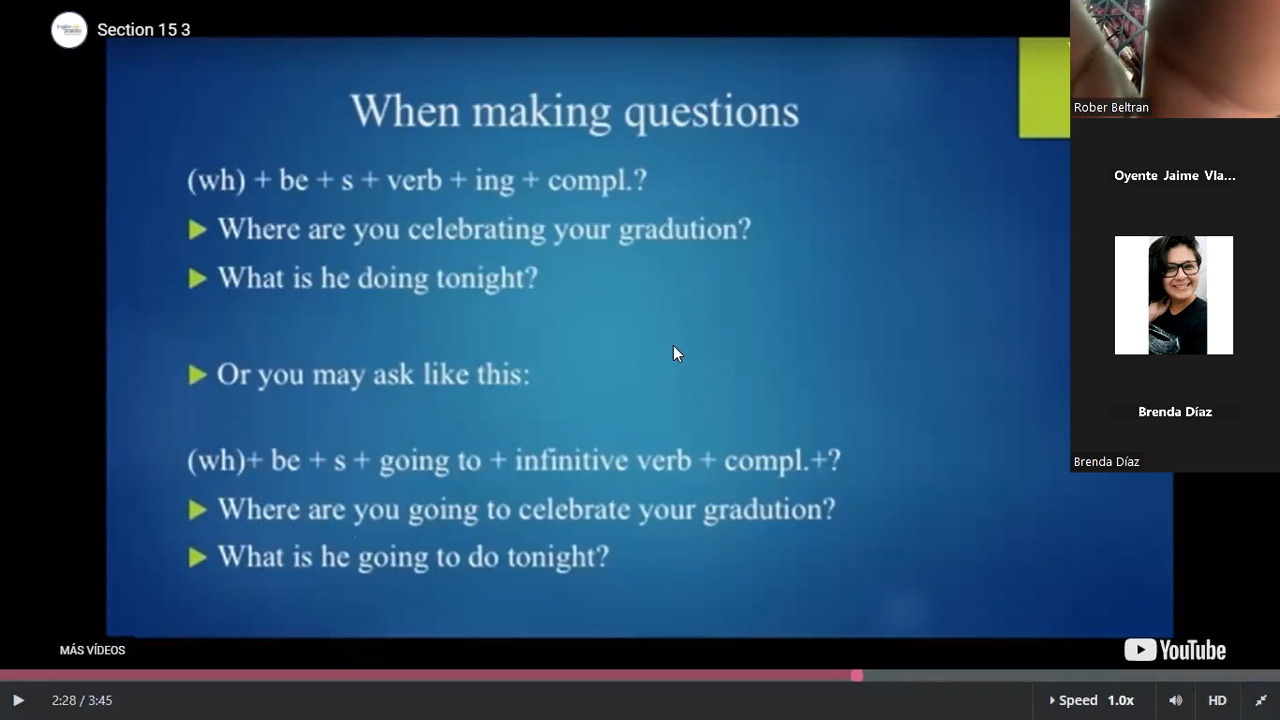 Section 15 3
When making questions
(wh) + be + s + verb + ing + compl.?
Where are you celebrating your gradution?
What is he doing tonight?
Or you may ask like this:
(wh)+ be + s + going to + infinitive verb + compl.+?
Where are you going to celebrate your gradution?
What is he going to do tonight?
Rober Beltran
Oyente Jaime Vla...
Brenda Díaz
Brenda Díaz
MÁS VÍDEOS
YouTube
2:28 / 3:45
Speed 1.0x
HD